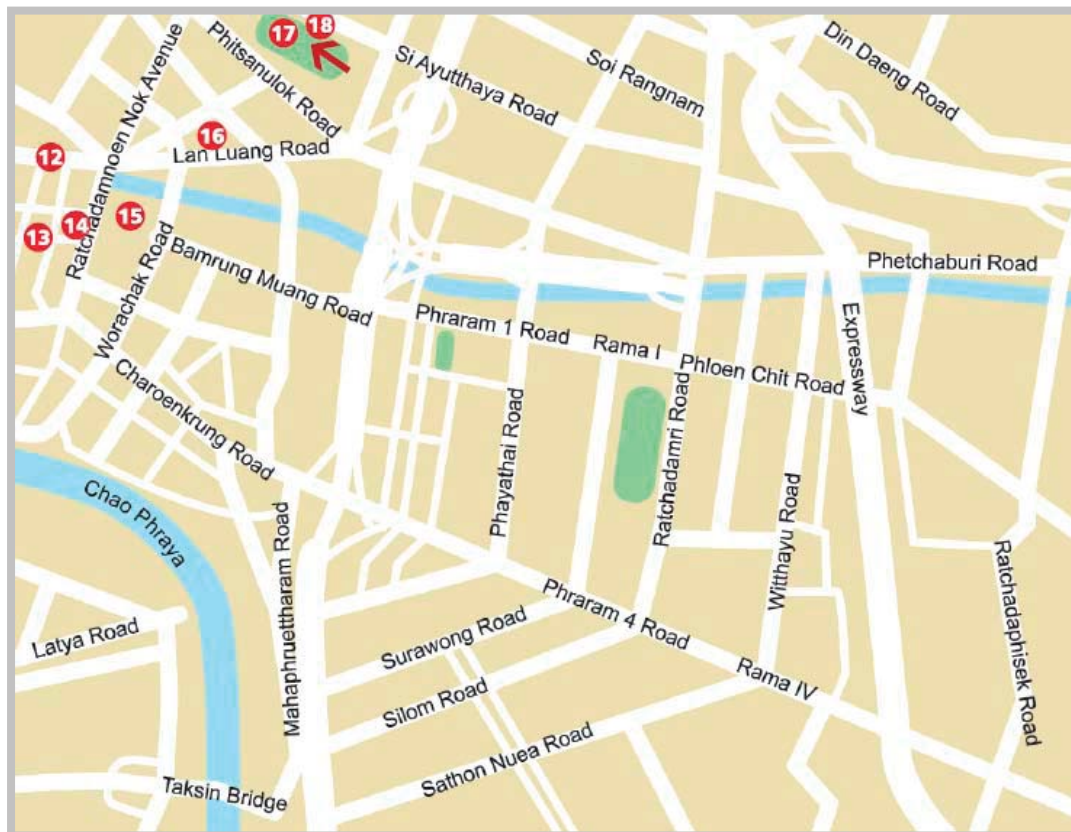 17
18
Phitsanulok Road
Si Ayutthaya Road
Soi Rangnam
Din Daeng Road
Ratchadamnoen Nok Avenue
16
12
Lan Luang Road
15
14
13
Worachak Road
Bamrung Muang Road
Phetchaburi Road
Phraram 1 Road
Rama I
Phloen Chit Road
Expressway
Charoenkrung Road
Phayathai Road
Ratchadamri Road
Chao Phraya
Mahaphruettharam Road
Witthayu Road
Ratchadaphisek Road
Latya Road
Surawong Road
Phraram 4 Road
Rama IV
Silom Road
Sathon Nuea Road
Taksin Bridge